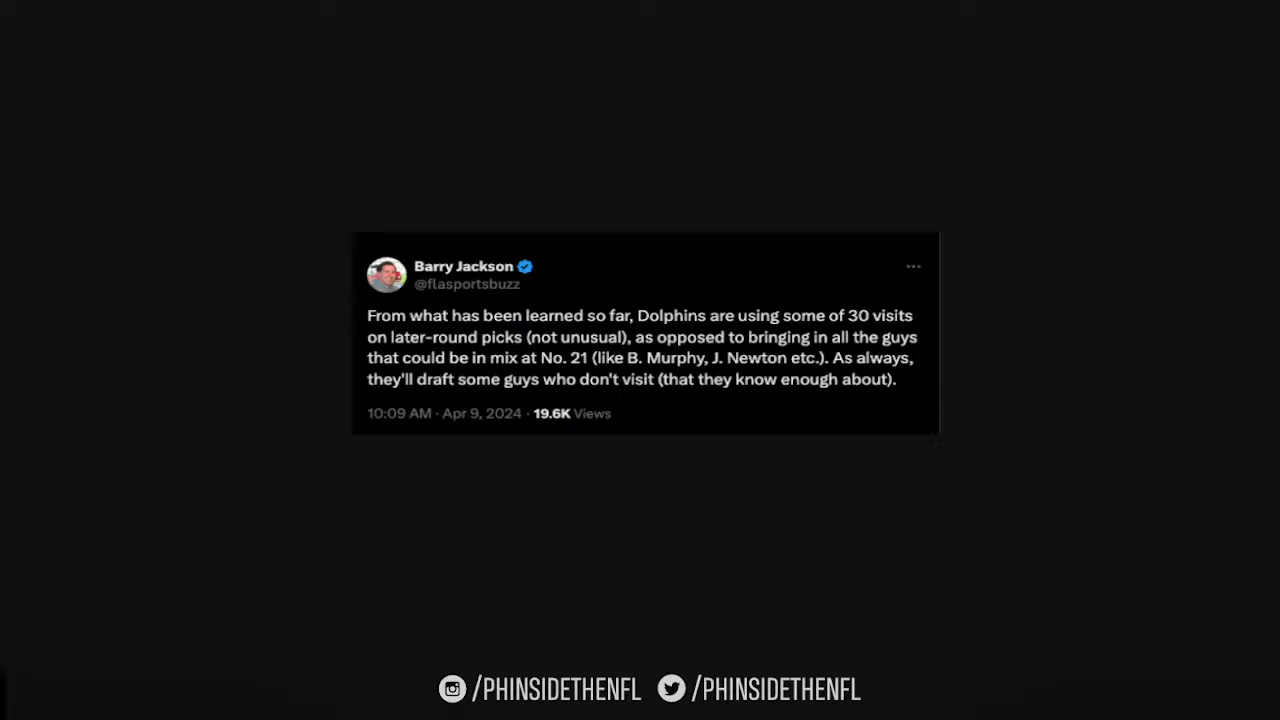 Barry Jackson
@flasportsbuzz
From what has been learned so far, Dolphins are using some of 30 visits
on later-round picks (not unusual), as opposed to bringing in all the guys
that could be in mix at No. 21 (like B. Murphy, J. Newton etc.). As always,
they'll draft some guys who don't visit (that they know enough about).
10:09 AM · Apr 9, 2024 · 19.6K Views
/PHINSIDETHENFL /PHINSIDETHENFL